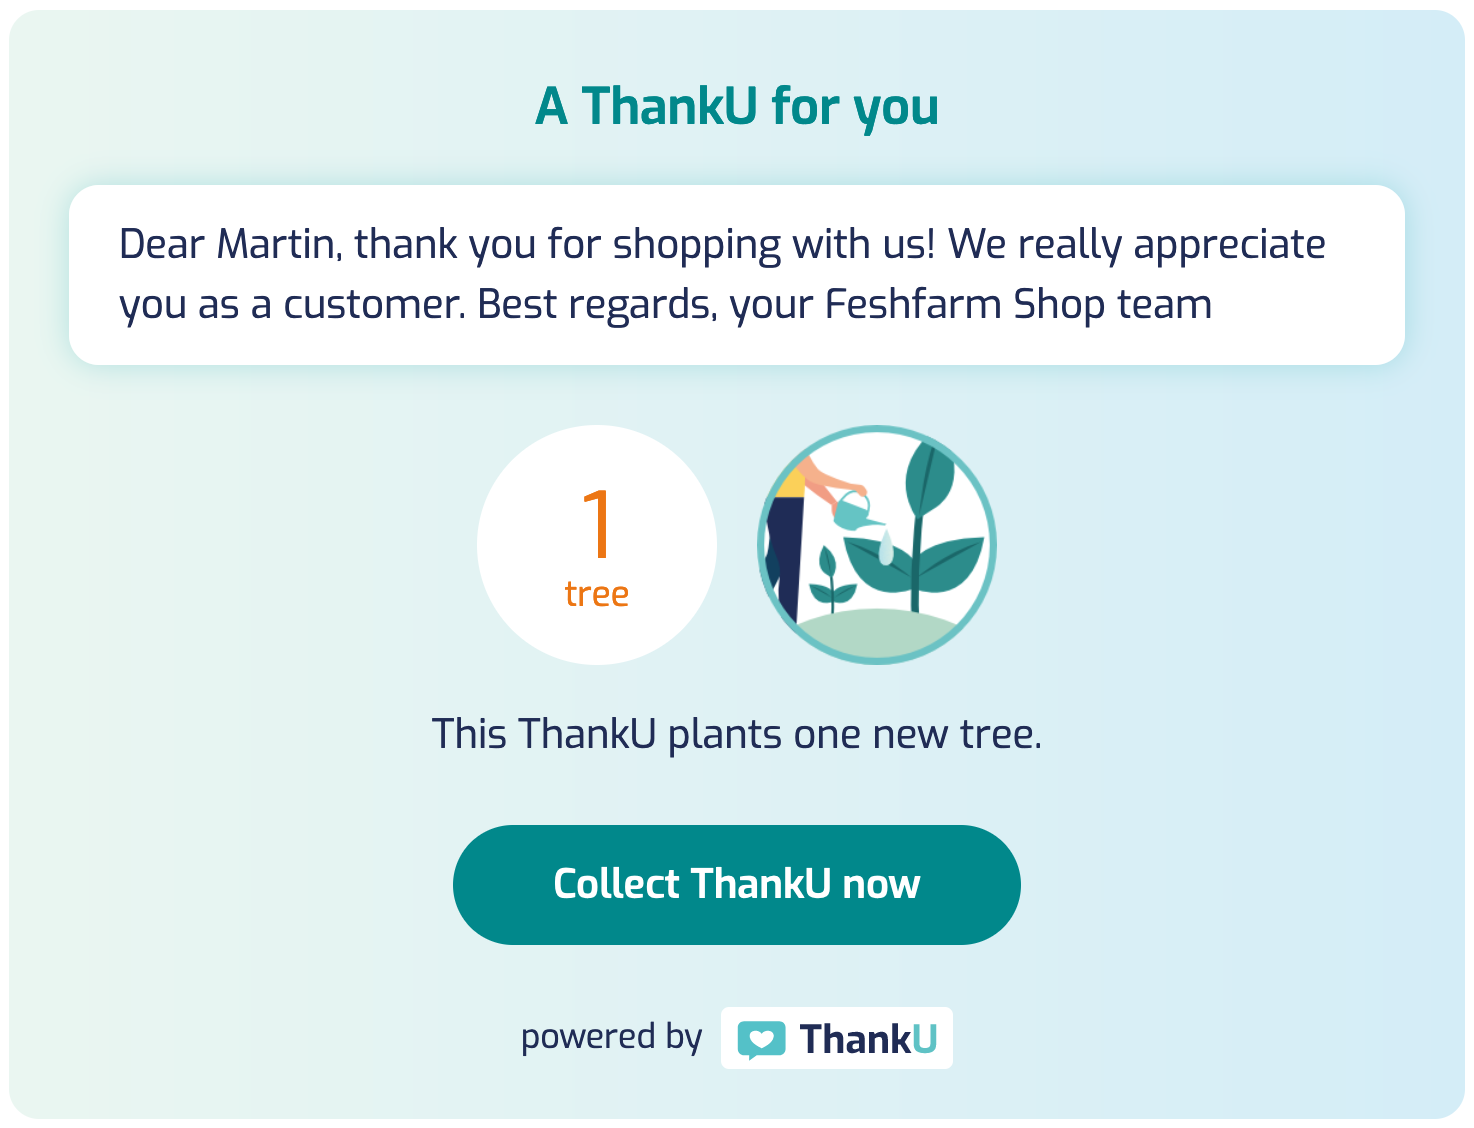 A ThankU for you
Dear Martin, thank you for shopping with us! We really appreciate
you as a customer. Best regards, your Feshfarm Shop team
1
tree
This ThankU plants one new tree.
Collect ThankU now
powered by ThankU